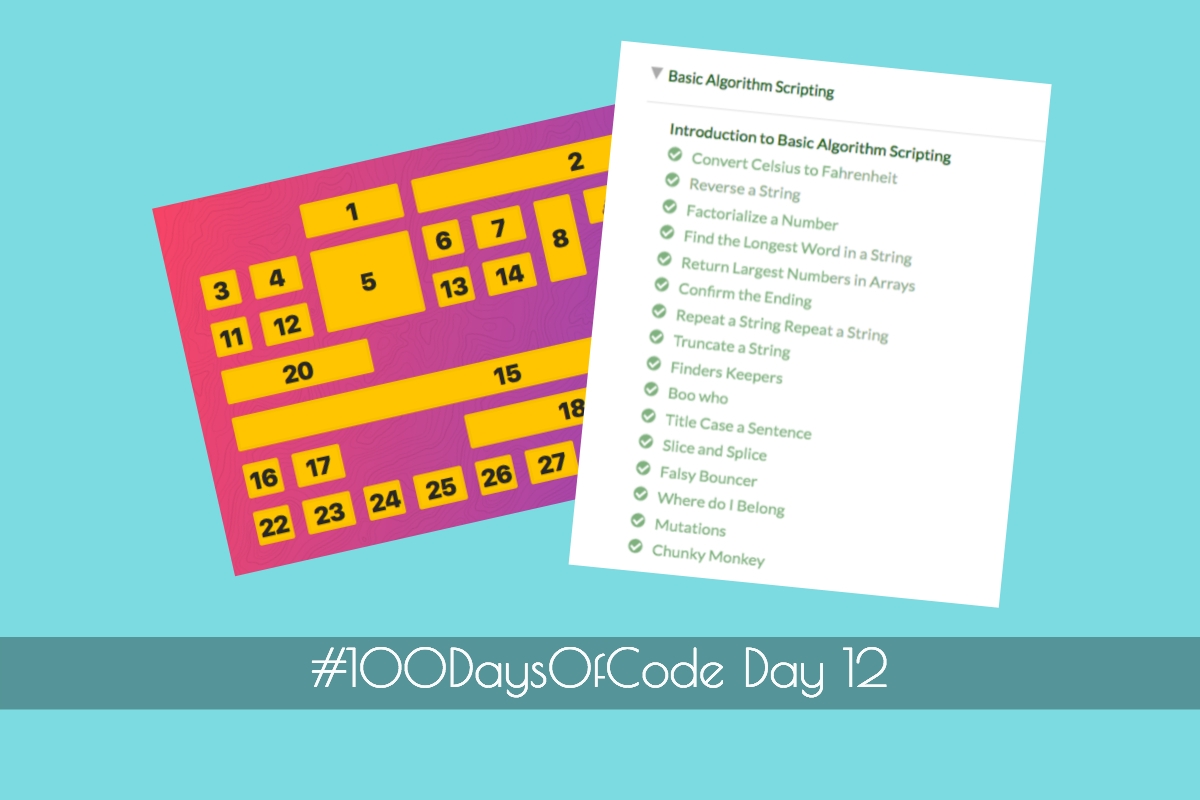 1
2
3
4
5
6
7
8
11
12
13
14
20
15
18
16
17
22
23
24
25
26
27
Basic Algorithm Scripting
Introduction to Basic Algorithm Scripting
Convert Celsius to Fahrenheit
Reverse a String
Factorialize a Number
Find the Longest Word in a String
Return Largest Numbers in Arrays
Confirm the Ending
Repeat a String Repeat a String
Truncate a String
Finders Keepers
Boo who
Title Case a Sentence
Slice and Splice
Falsy Bouncer
Where do I Belong
Mutations
Chunky Monkey
#100DaysOfCode Day 12